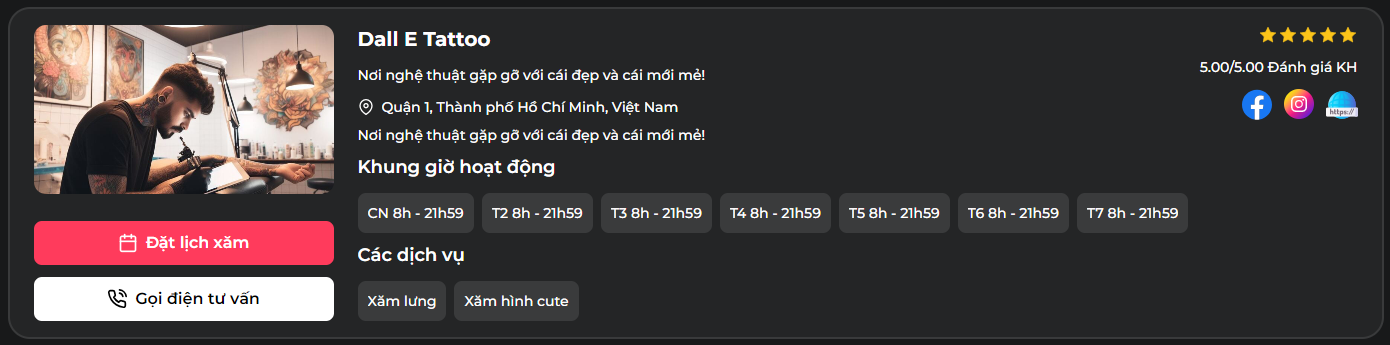 Dall E Tattoo
Nơi nghệ thuật gặp gỡ với cái đẹp và cái mới mẻ!
Quận 1, Thành phố Hồ Chí Minh, Việt Nam
Nơi nghệ thuật gặp gỡ với cái đẹp và cái mới mẻ!
Khung giờ hoạt động
CN 8h - 21h59 T2 8h - 21h59 T3 8h - 21h59 T4 8h - 21h59 T5 8h - 21h59 T6 8h - 21h59 T7 8h - 21h59
Các dịch vụ
Xăm lưng Xăm hình cute
5.00/5.00 Đánh giá KH
https://
Đặt lịch xăm
Gọi điện tư vấn